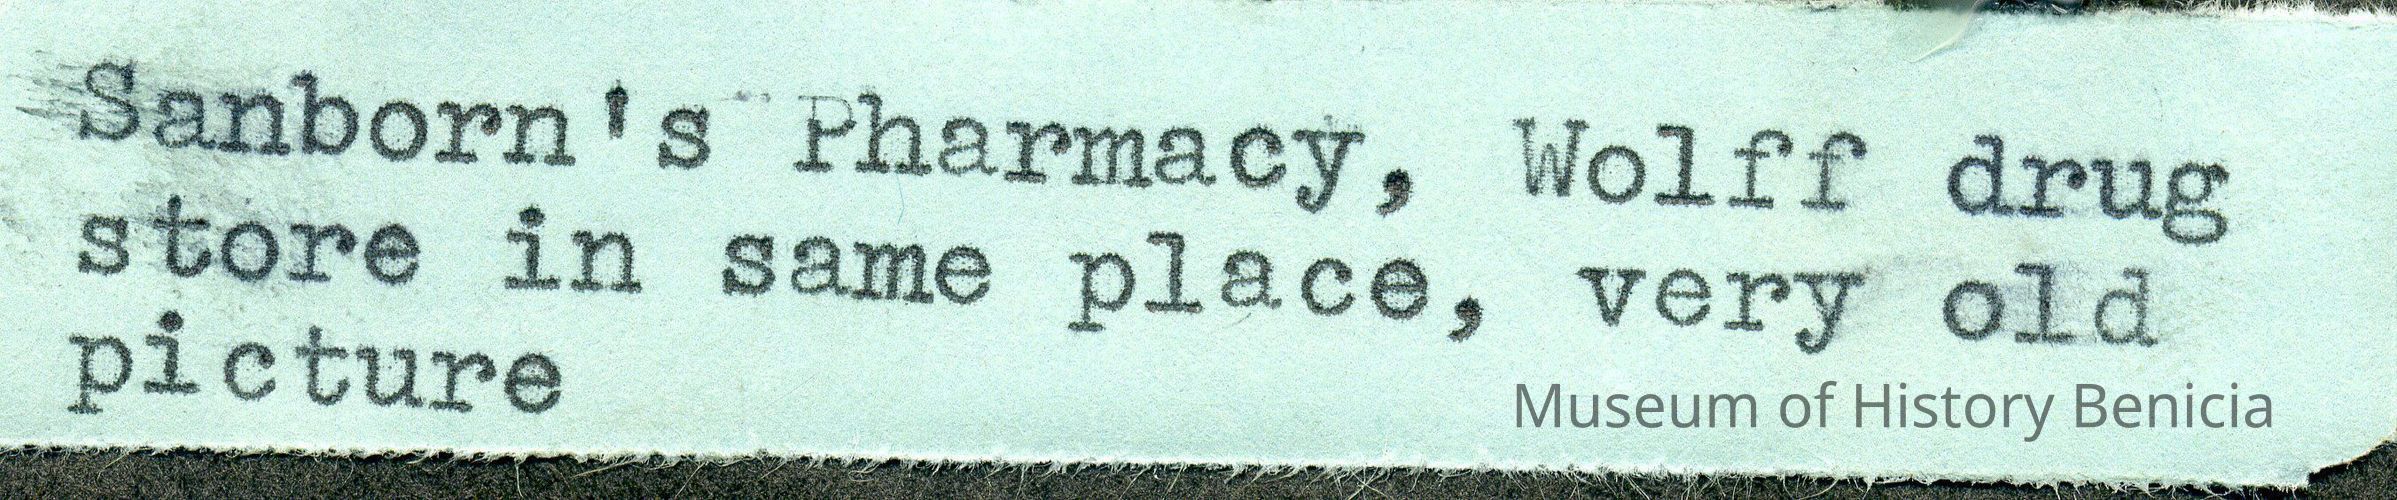 Sanborn's Pharmacy, Wolff drug
store in same place, very old
picture
Museum of History Benicia